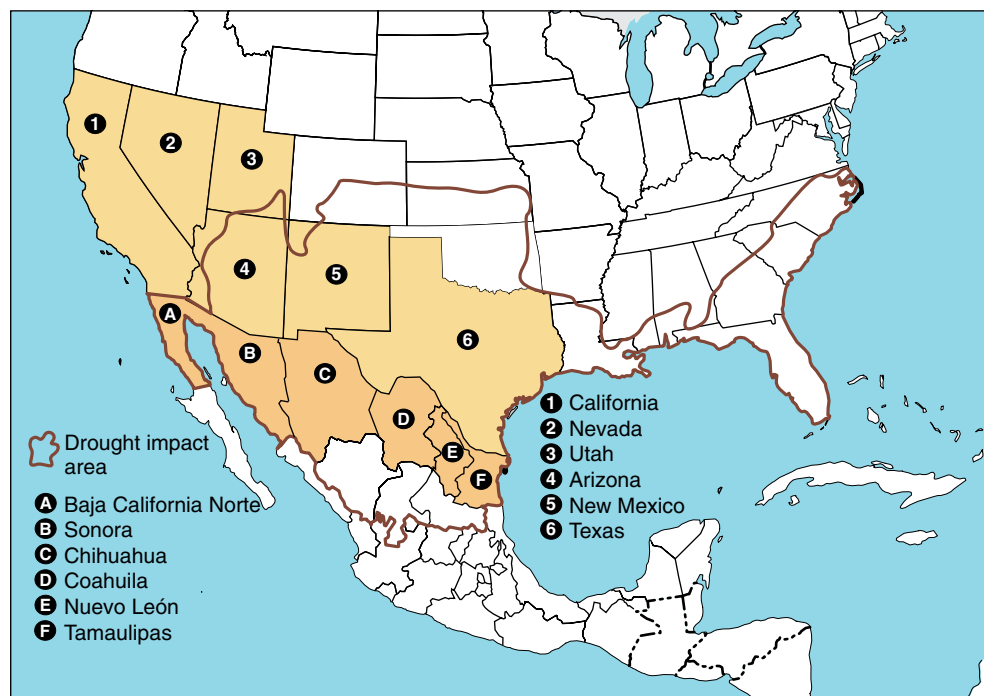 1
2
3
4
5
6
A
B
C
D
E
F
Drought impact
area
A Baja California Norte
B Sonora
C Chihuahua
D Coahuila
E Nuevo León
F Tamaulipas
1 California
2 Nevada
3 Utah
4 Arizona
5 New Mexico
6 Texas